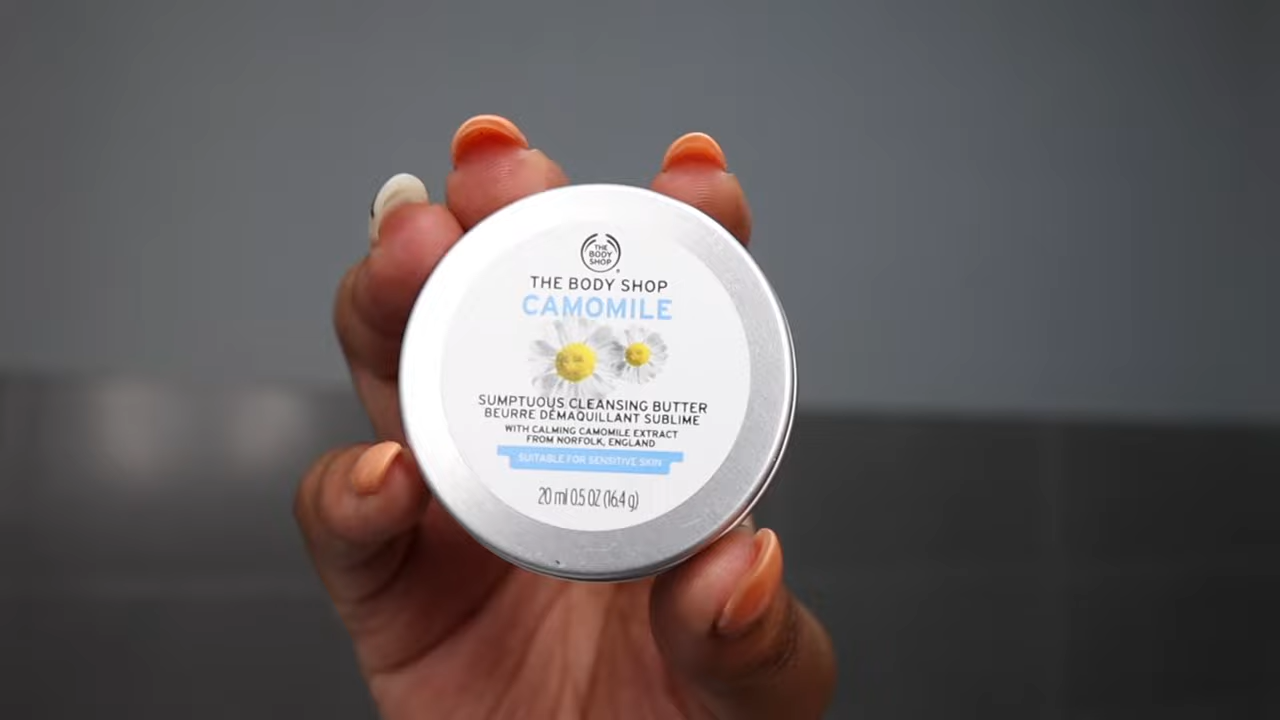 THE
BODY
SHOP
THE BODY SHOP
CAMOMILE
SUMPTUOUS CLEANSING BUTTER
BEURRE DÉMAQUILLANT SUBLIME
WITH CALMING CAMOMILE EXTRACT
FROM NORFOLK, ENGLAND
SUITABLE FOR SENSITIVE SKIN
20 ml 0.5 OZ (16.4 g)